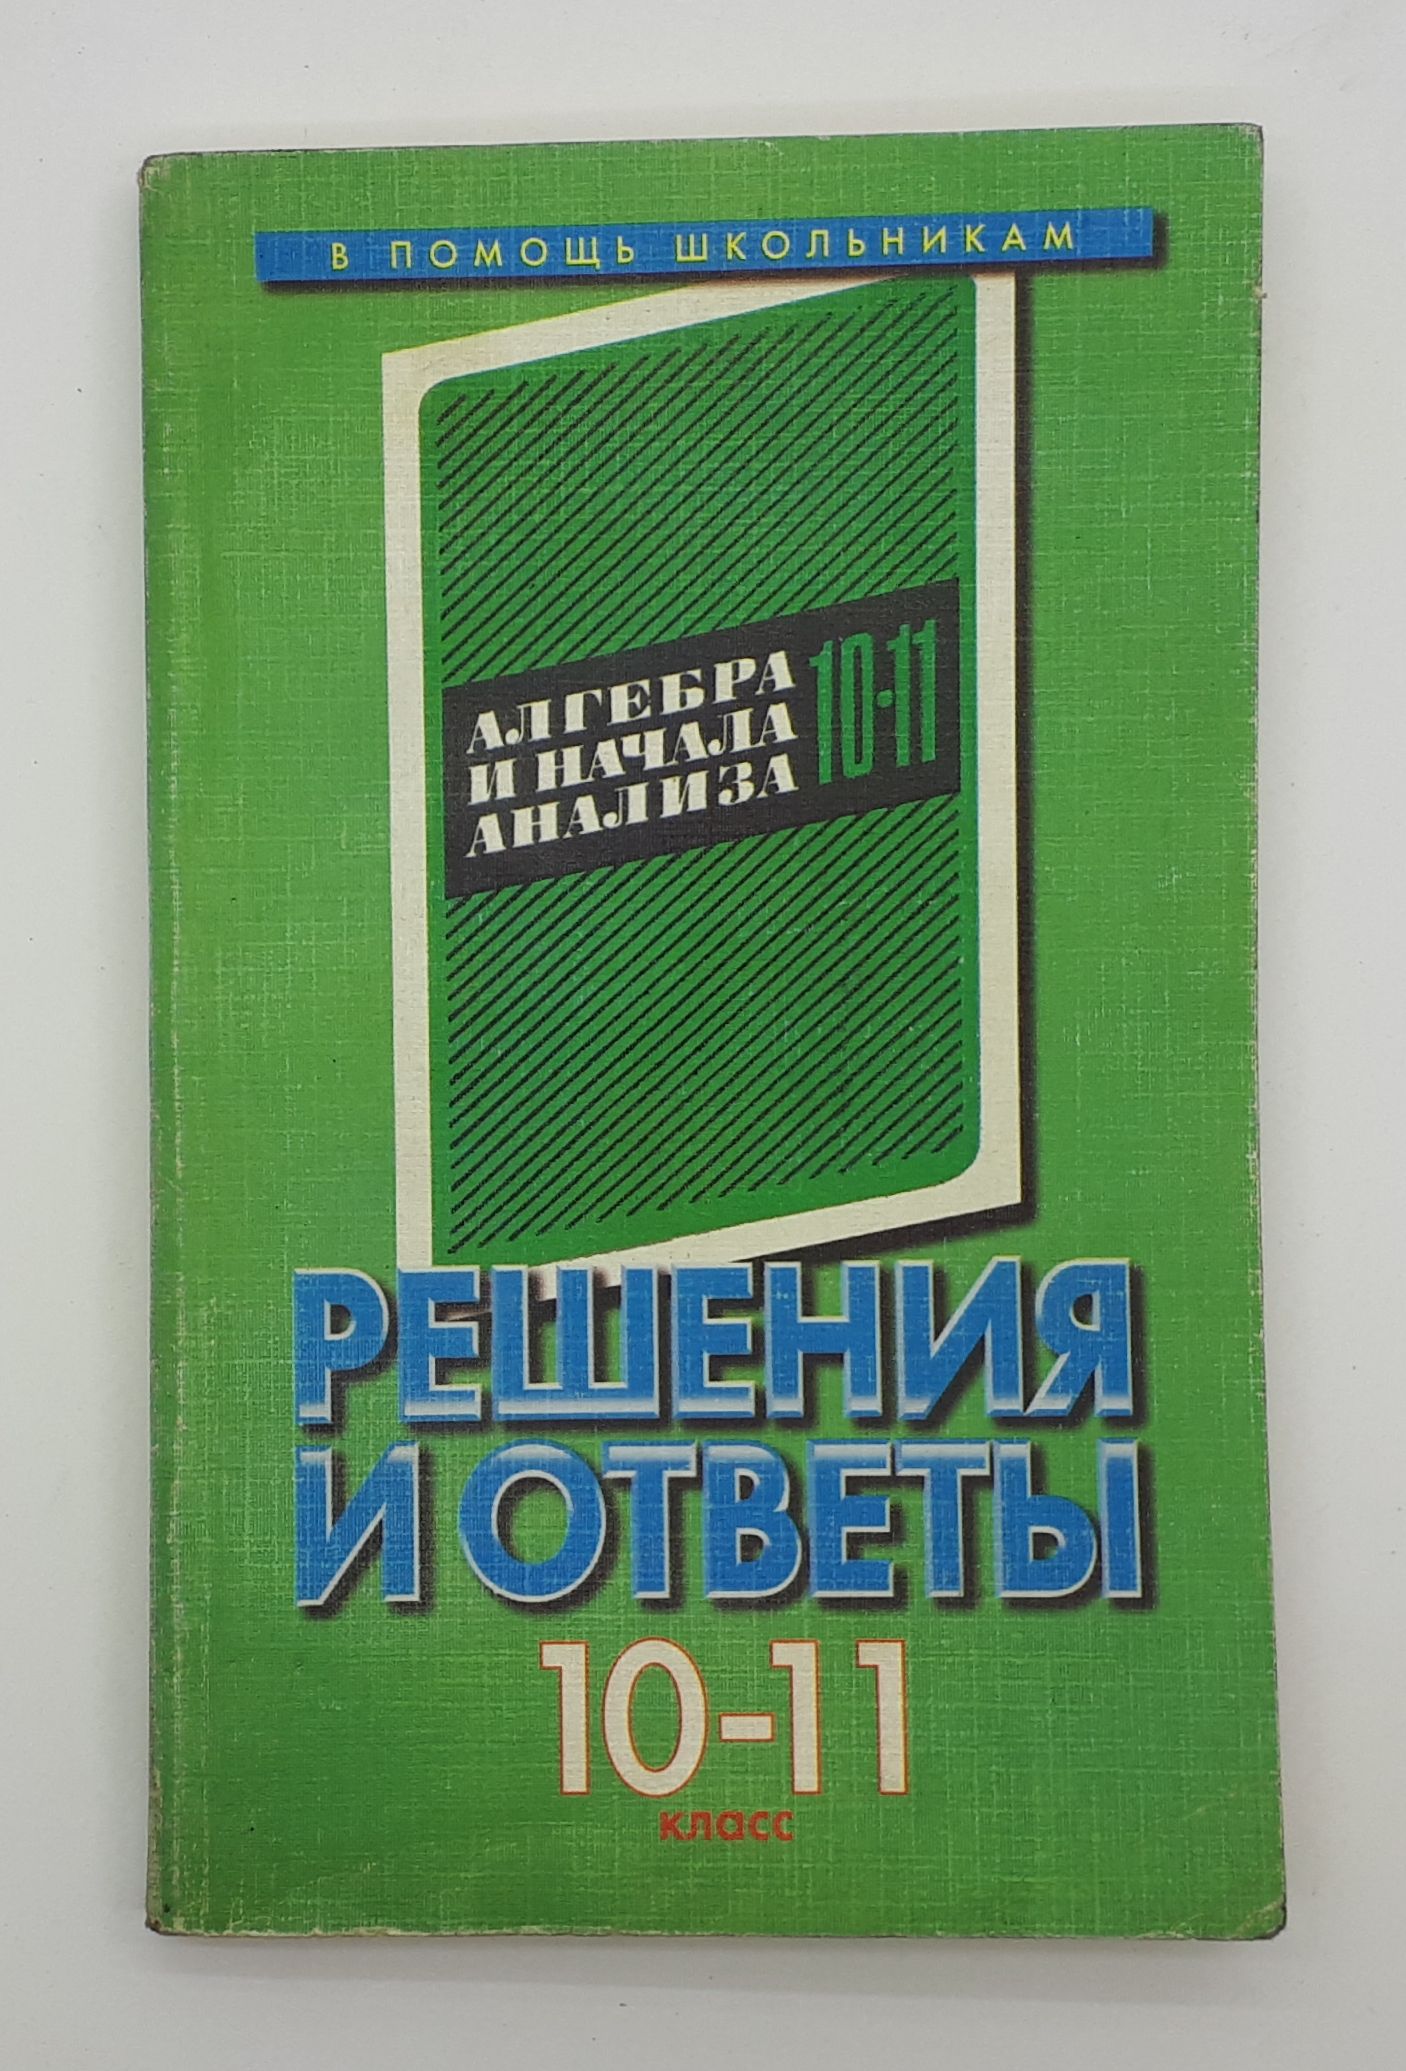 В ПОМОЩЬ ШКОЛЬНИКАМ
АЛГЕБРА
И НАЧАЛА
АНАЛИЗА
10-11
РЕШЕНИЯ
И ОТВЕТЫ
10-11
класс